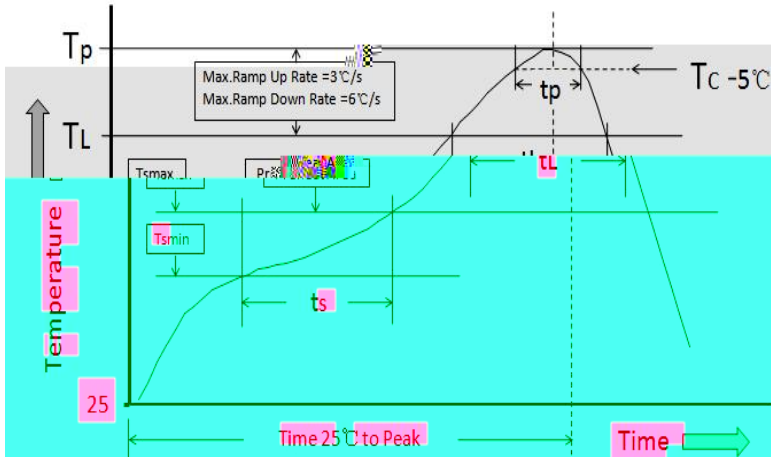 Tp
Max.Ramp Up Rate =3℃/s
Max.Ramp Down Rate =6℃/s
tp
TC -5℃
TL
tL
Tsmax
Tsmin
ts
Temperature
25
Time 25℃ to Peak
Time